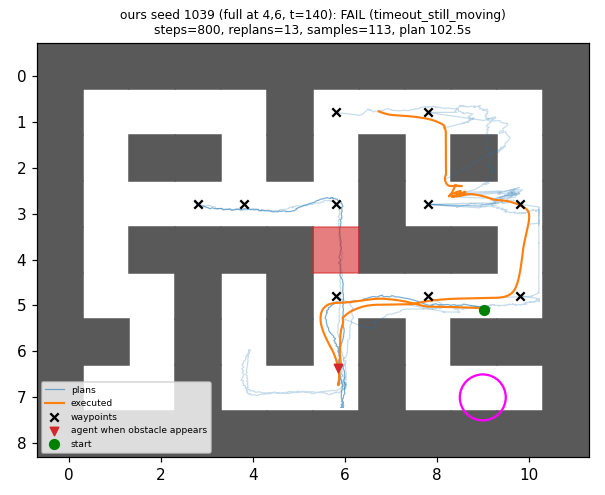 ours seed 1039 (full at 4,6, t=140): FAIL (timeout_still_moving)
steps=800, replans=13, samples=113, plan 102.5s
0
1
2
3
4
5
6
7
8
plans
executed
waypoints
agent when obstacle appears
start
0
2
4
6
8
10